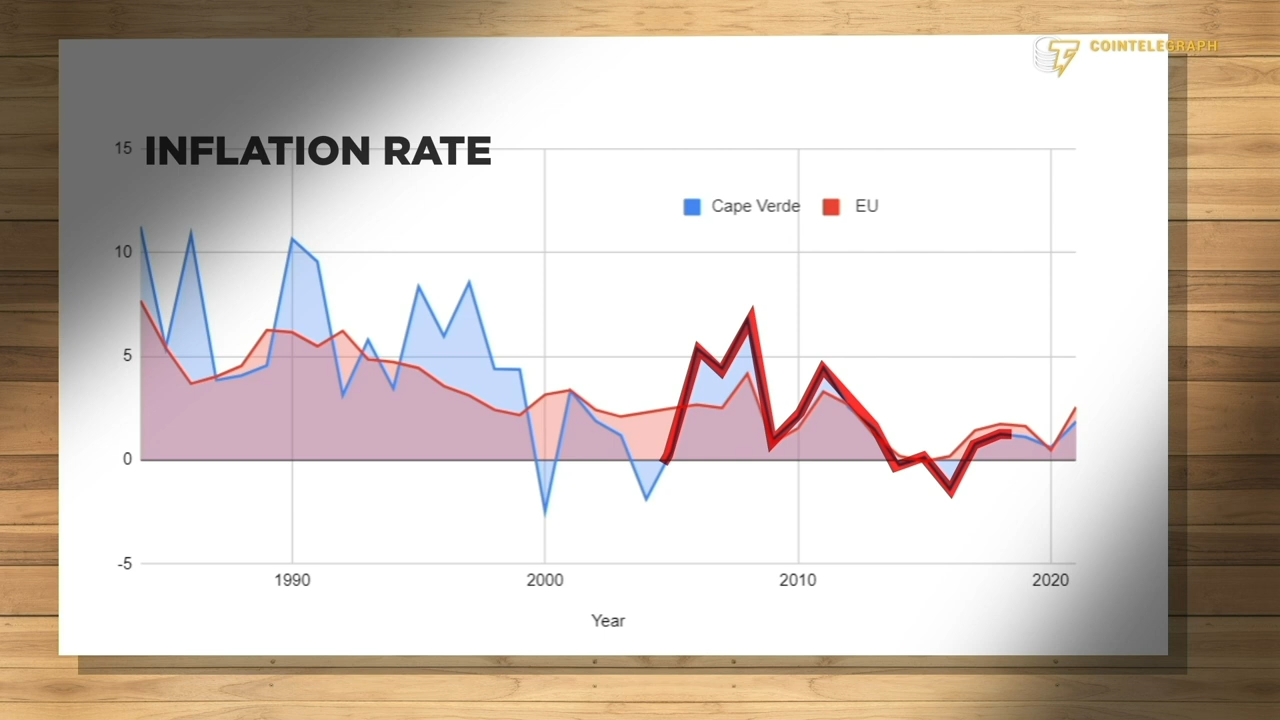 COINTELEGRAPH
INFLATION RATE
15
Cape Verde
EU
10
5
0
-5
1990
2000
2010
2020
Year